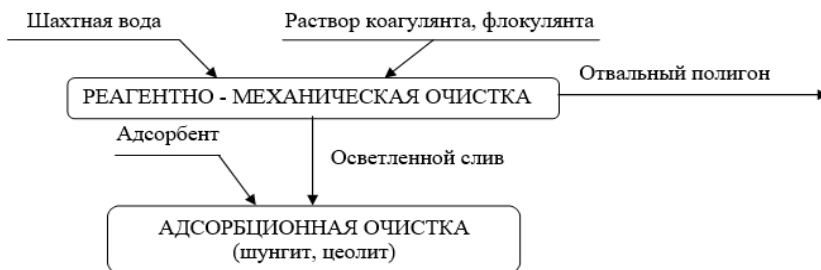 Шахтная вода
Раствор коагулянта, флокулянта
Отвальный полигон
РЕАГЕНТНО - МЕХАНИЧЕСКАЯ ОЧИСТКА
Адсорбент
Осветленной слив
АДСОРБЦИОННАЯ ОЧИСТКА
(шунгит, цеолит)